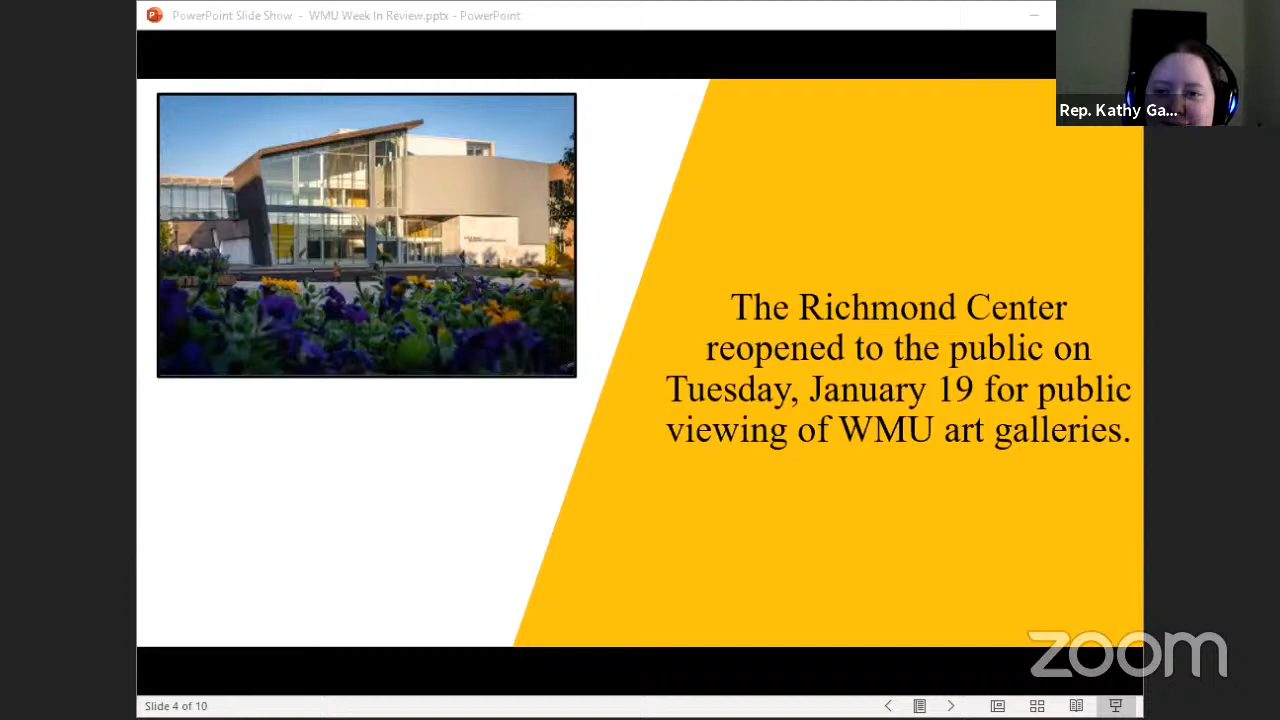 PowerPoint Slide Show - WMU Week In Review.pptx - PowerPoint
Rep. Kathy Ga...
The Richmond Center
reopened to the public on
Tuesday, January 19 for public
viewing of WMU art galleries.
zoom
Slide 4 of 10